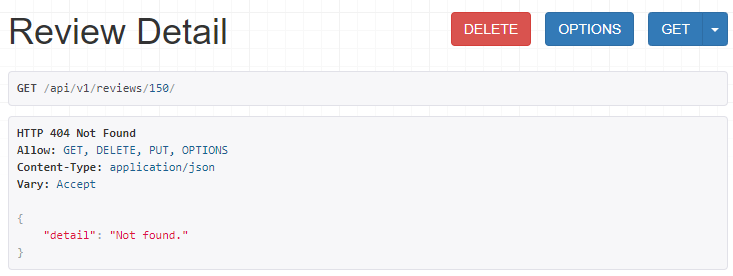 Review Detail
DELETE OPTIONS GET
GET /api/v1/reviews/150/
HTTP 404 Not Found
Allow: GET, DELETE, PUT, OPTIONS
Content-Type: application/json
Vary: Accept
{
    "detail": "Not found."
}